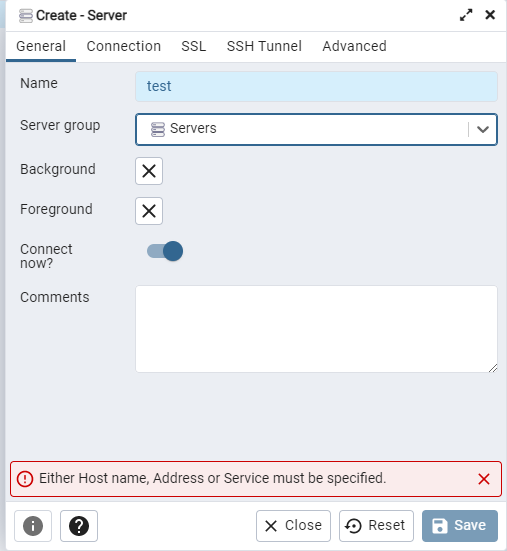 Create - Server
General Connection SSL SSH Tunnel Advanced
Name test
Server group Servers
Background
Foreground
Connect
now?
Comments
Either Host name, Address or Service must be specified.
Close Reset Save